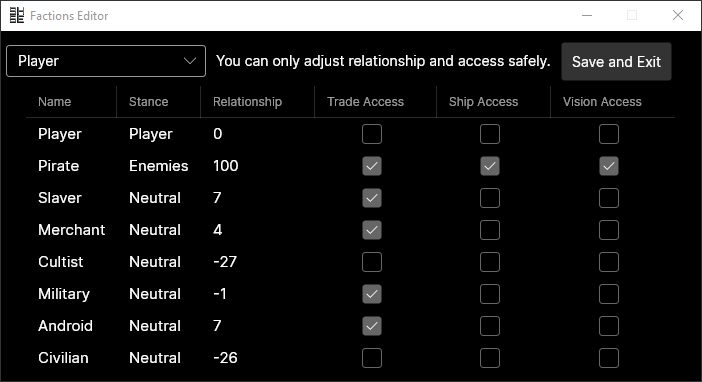 Factions Editor
Player You can only adjust relationship and access safely. Save and Exit
Name Stance Relationship Trade Access Ship Access Vision Access
Player Player 0
Pirate Enemies 100
Slaver Neutral 7
Merchant Neutral 4
Cultist Neutral -27
Military Neutral -1
Android Neutral 7
Civilian Neutral -26